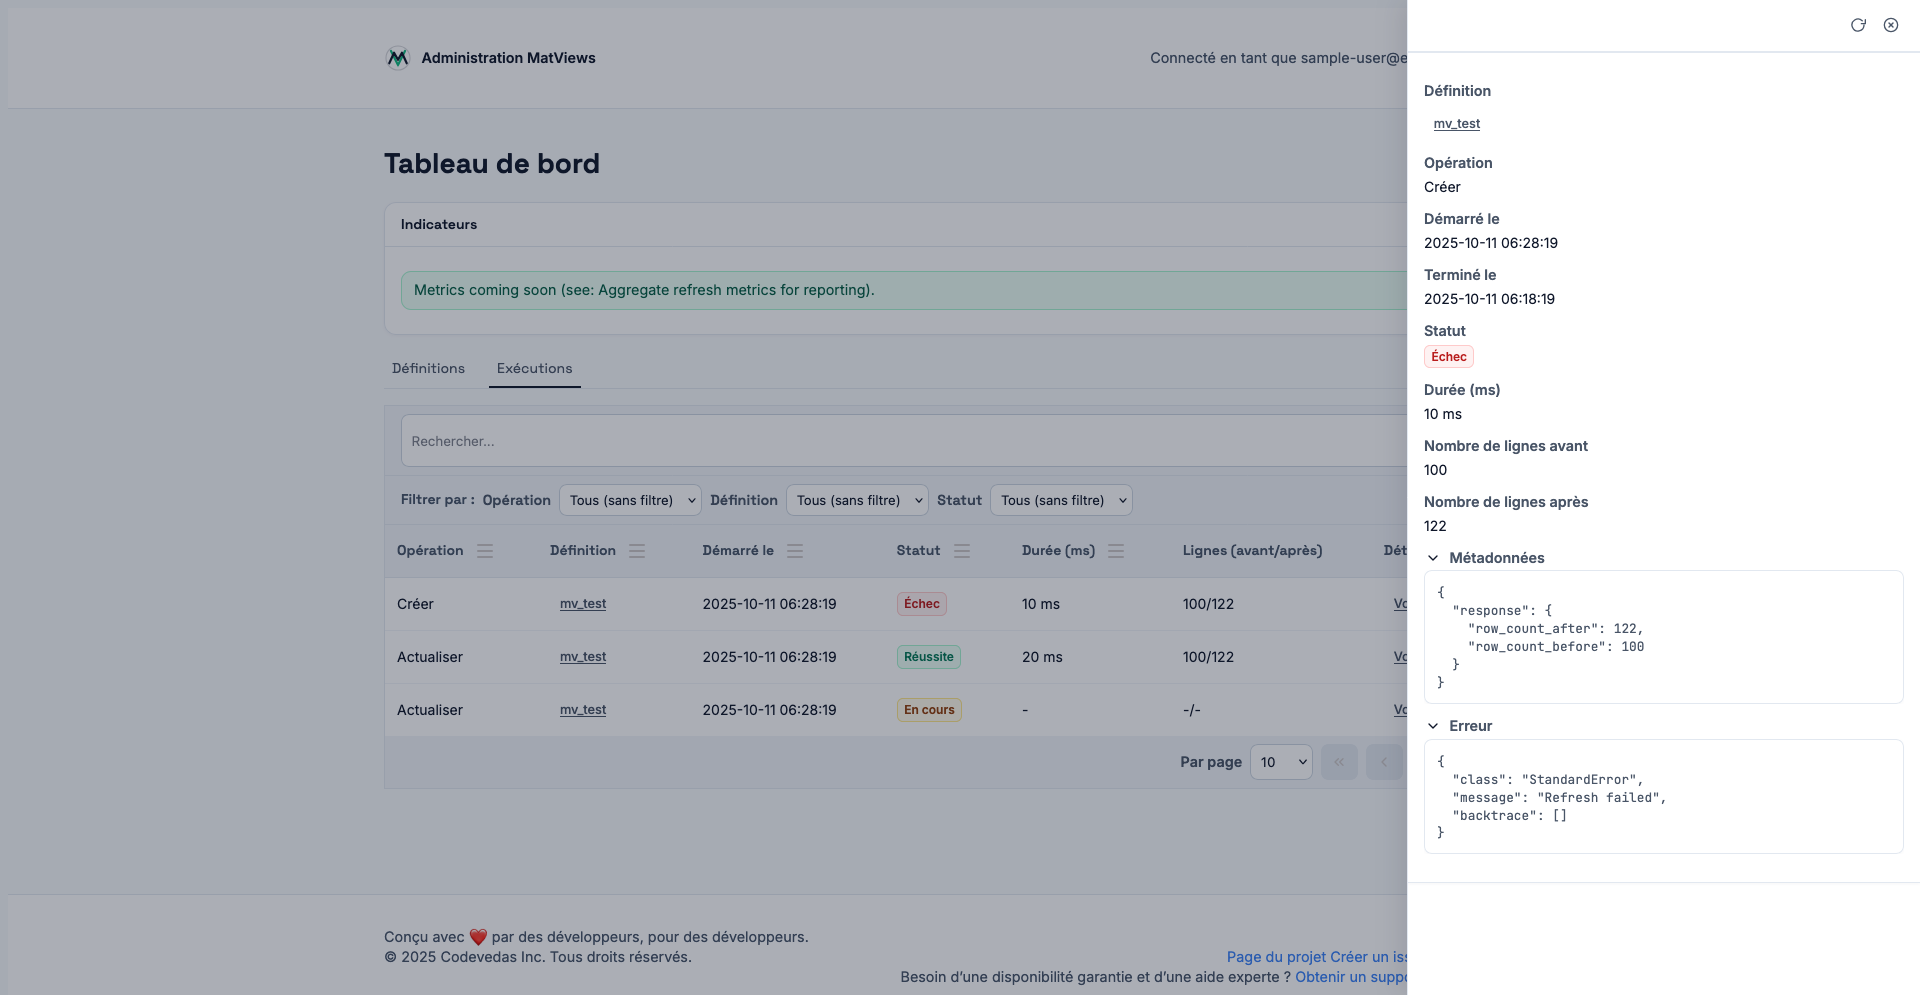 Administration MatViews
Connecté en tant que sample-user@e
Tableau de bord
Indicateurs
Metrics coming soon (see: Aggregate refresh metrics for reporting).
Définitions Exécutions
Rechercher...
Filtrer par : Opération Tous (sans filtre) Définition Tous (sans filtre) Statut Tous (sans filtre)
Opération Définition Démarré le Statut Durée (ms) Lignes (avant/après) Dét
Créer mv_test 2025-10-11 06:28:19 Échec 10 ms 100/122 Vo
Actualiser mv_test 2025-10-11 06:28:19 Réussite 20 ms 100/122 Vo
Actualiser mv_test 2025-10-11 06:28:19 En cours - -/- Vo
Par page 10 « ‹
Conçu avec ❤️ par des développeurs, pour des développeurs.
© 2025 Codevedas Inc. Tous droits réservés.
Page du projet Créer un iss
Besoin d’une disponibilité garantie et d’une aide experte ? Obtenir un suppo
Définition
mv_test
Opération
Créer
Démarré le
2025-10-11 06:28:19
Terminé le
2025-10-11 06:18:19
Statut
Échec
Durée (ms)
10 ms
Nombre de lignes avant
100
Nombre de lignes après
122
Métadonnées
{
"response": {
"row_count_after": 122,
"row_count_before": 100
}
}
Erreur
{
"class": "StandardError",
"message": "Refresh failed",
"backtrace": []
}